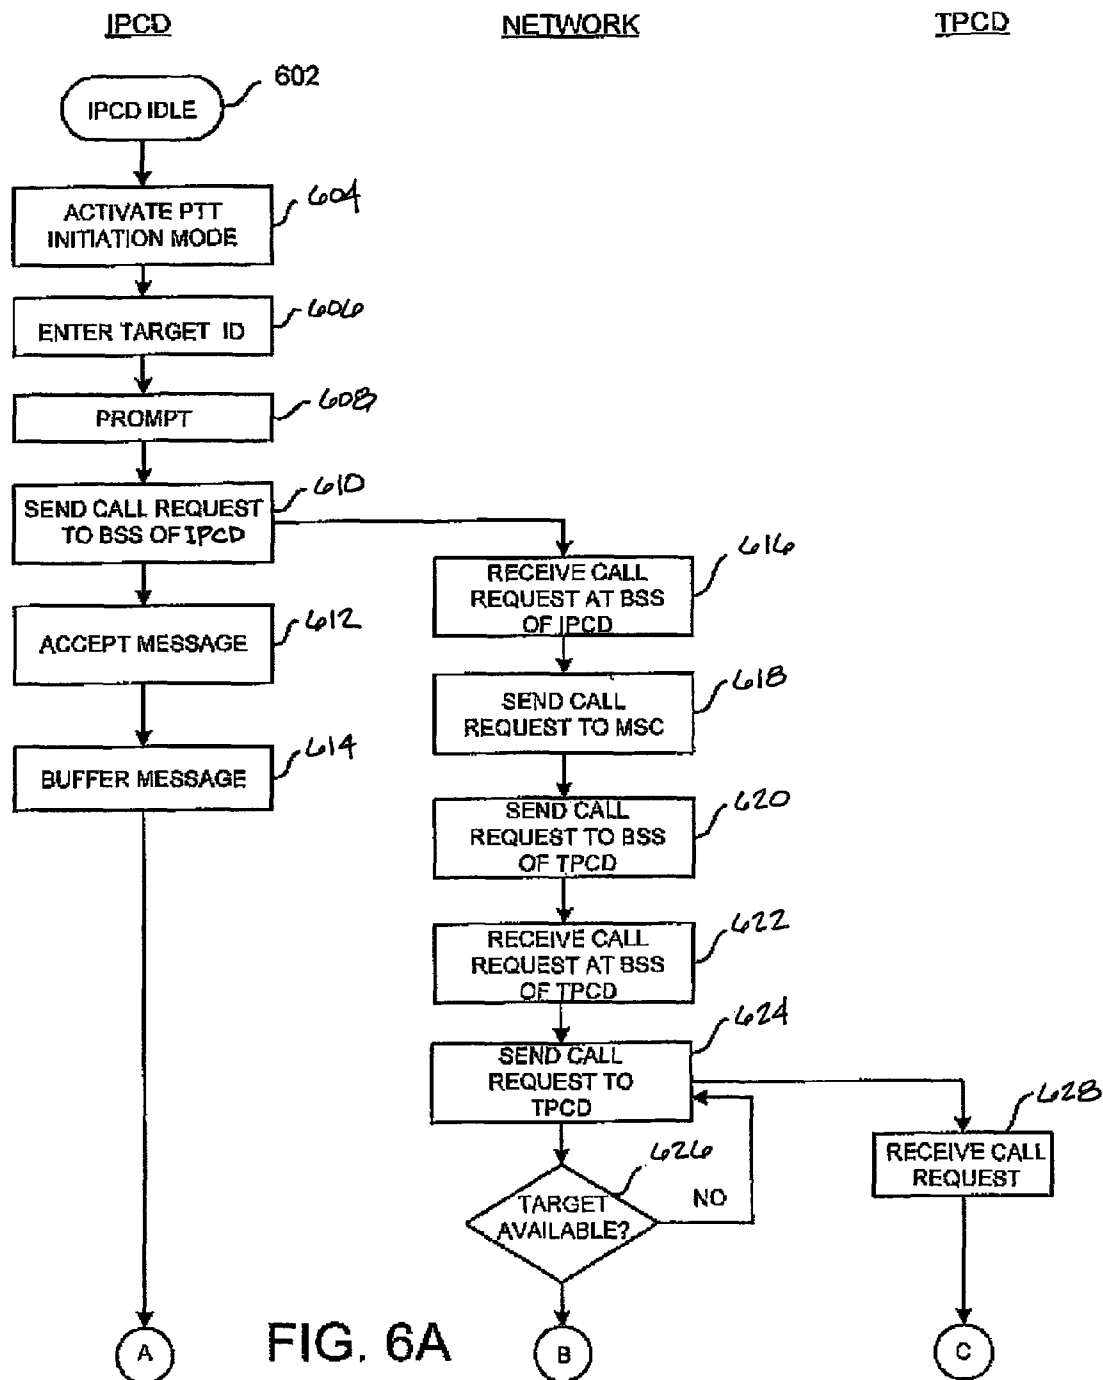 IPCD
NETWORK
TPCD
IPCD IDLE
602
ACTIVATE PTT
INITIATION MODE
604
ENTER TARGET ID
606
PROMPT
608
SEND CALL REQUEST
TO BSS OF IPCD
610
ACCEPT MESSAGE
612
BUFFER MESSAGE
614
RECEIVE CALL
REQUEST AT BSS
OF IPCD
616
SEND CALL
REQUEST TO MSC
618
SEND CALL
REQUEST TO BSS
OF TPCD
620
RECEIVE CALL
REQUEST AT BSS
OF TPCD
622
SEND CALL
REQUEST TO
TPCD
624
TARGET
AVAILABLE?
626
NO
RECEIVE CALL
REQUEST
628
A
FIG. 6A
B
C